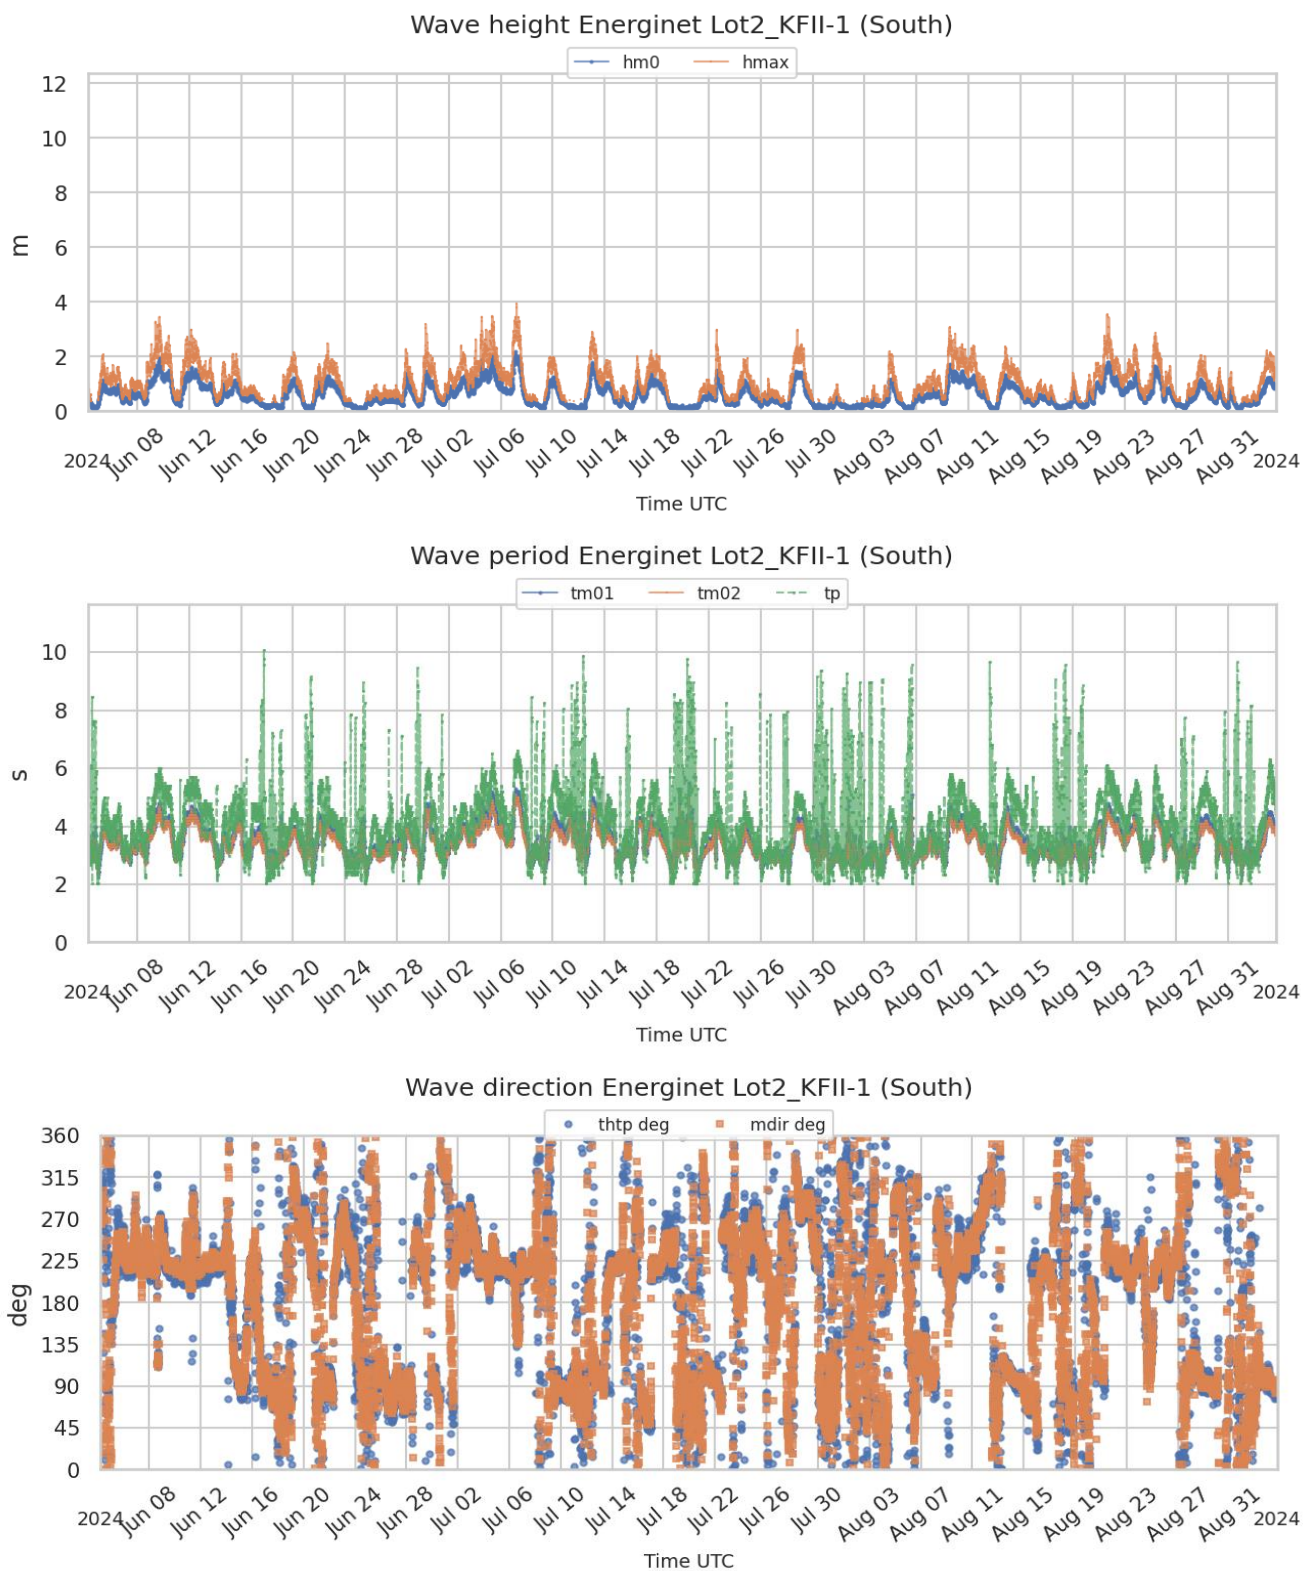 Wave height Energinet Lot2_KFII-1 (South)
hm0 hmax
12
10
8
6
4
2
0
m
2024 Jun 08 Jun 12 Jun 16 Jun 20 Jun 24 Jun 28 Jul 02 Jul 06 Jul 10 Jul 14 Jul 18 Jul 22 Jul 26 Jul 30 Aug 03 Aug 07 Aug 11 Aug 15 Aug 19 Aug 23 Aug 27 Aug 31 2024
Time UTC
Wave period Energinet Lot2_KFII-1 (South)
tm01 tm02 tp
10
8
6
4
2
0
s
2024 Jun 08 Jun 12 Jun 16 Jun 20 Jun 24 Jun 28 Jul 02 Jul 06 Jul 10 Jul 14 Jul 18 Jul 22 Jul 26 Jul 30 Aug 03 Aug 07 Aug 11 Aug 15 Aug 19 Aug 23 Aug 27 Aug 31 2024
Time UTC
Wave direction Energinet Lot2_KFII-1 (South)
thtp deg mdir deg
360
315
270
225
180
135
90
45
0
deg
2024 Jun 08 Jun 12 Jun 16 Jun 20 Jun 24 Jun 28 Jul 02 Jul 06 Jul 10 Jul 14 Jul 18 Jul 22 Jul 26 Jul 30 Aug 03 Aug 07 Aug 11 Aug 15 Aug 19 Aug 23 Aug 27 Aug 31 2024
Time UTC